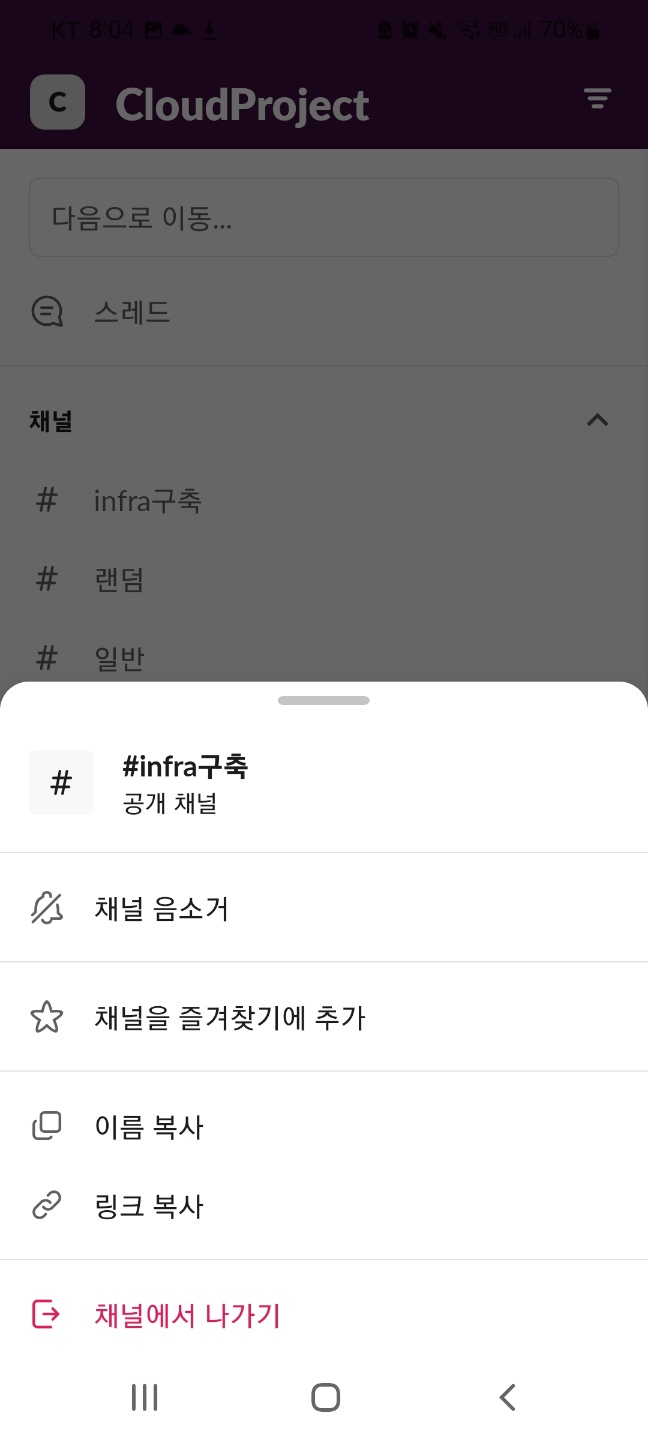 KT 8:04 70%
C CloudProject
다음으로 이동...
스레드
채널
# infra구축
# 랜덤
# 일반
# #infra구축
공개 채널
채널 음소거
채널을 즐겨찾기에 추가
이름 복사
링크 복사
채널에서 나가기